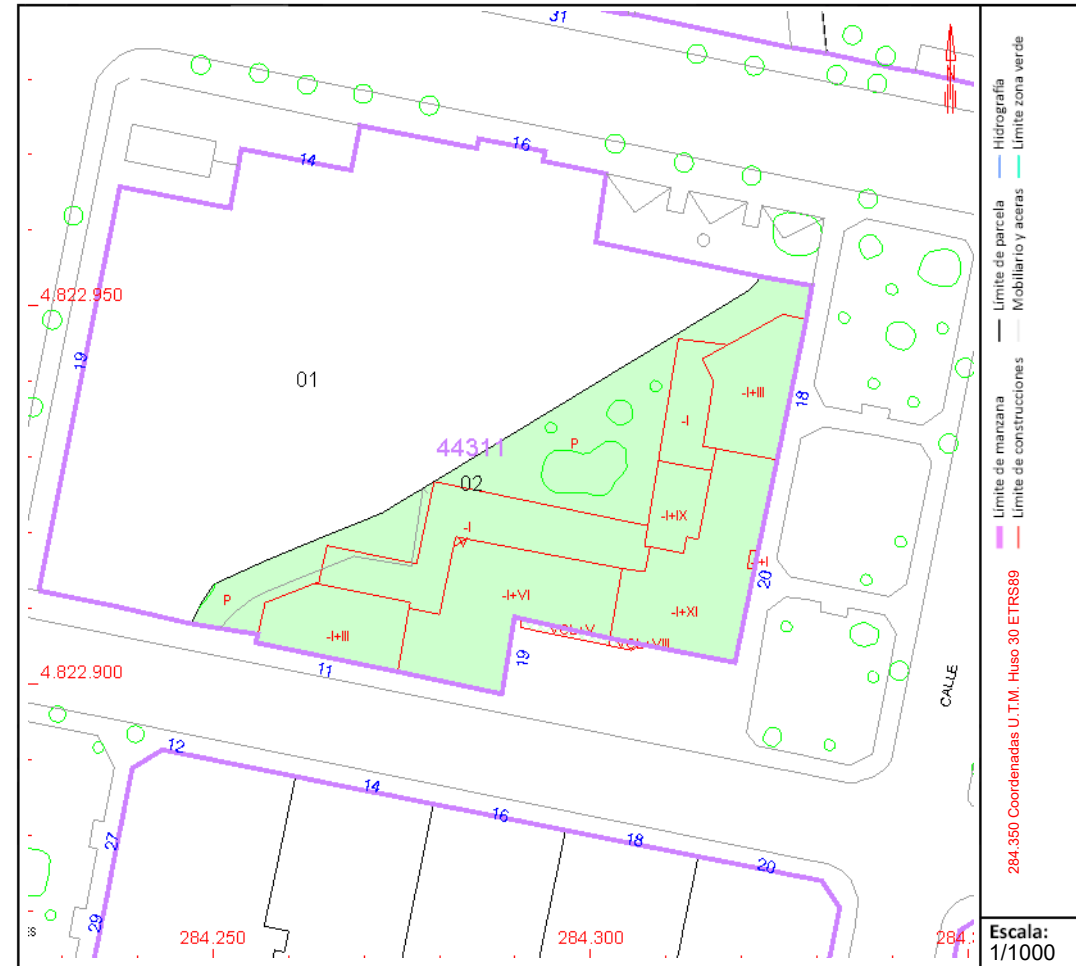 31
14
16
4.822.950
19
01
44311
P
02
-I+III
18
-I
-I+IX
-I
20
-I+VI
-I+XI
P
-I+III
VOL+V
VOL+VIII
11
19
4.822.900
CALLE
12
14
16
18
20
27
29
284.250
284.300
Límite de manzana
Límite de parcela
Hidrografía
Límite de construcciones
Mobiliario y aceras
Límite zona verde
284.350 Coordenadas U.T.M. Huso 30 ETRS89
Escala:
1/1000